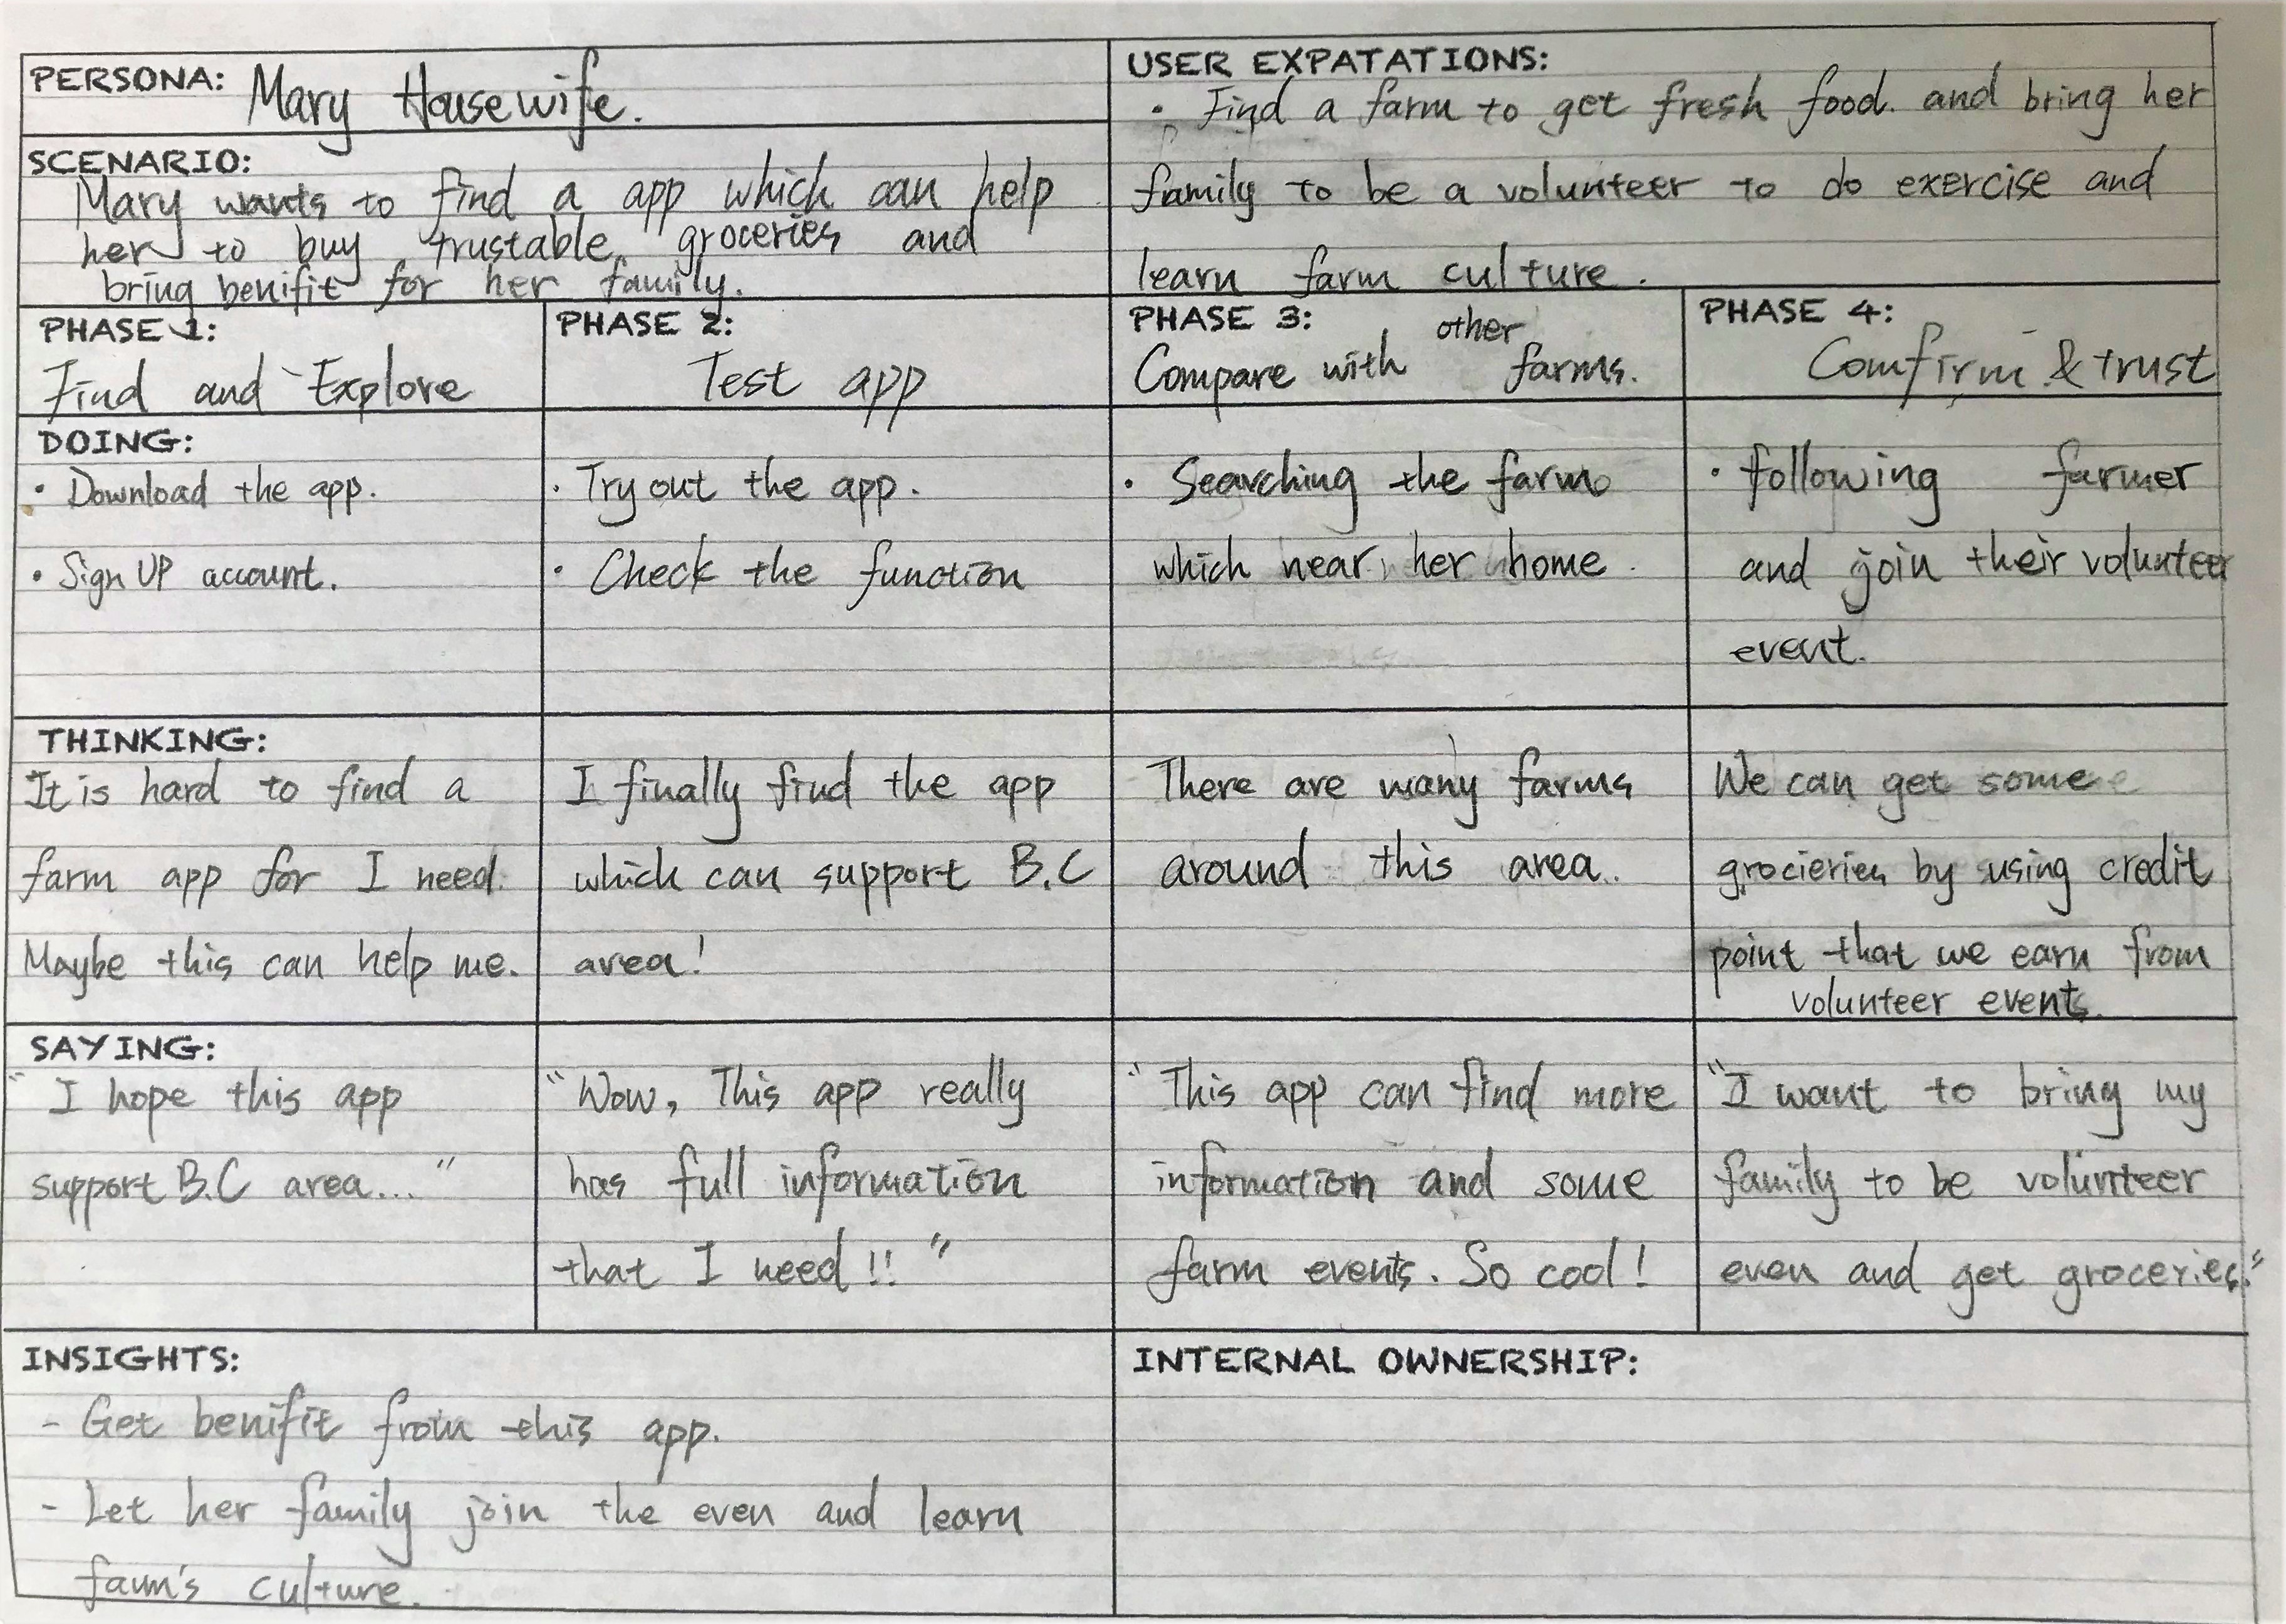 PERSONA: Mary Housewife.
SCENARIO:
Mary wants to find a app which can help
her to buy trustable groceries and
bring benifit for her family.
USER EXPATATIONS:
• Find a farm to get fresh food. and bring her
family to be a volunteer to do exercise and
learn farm culture.
PHASE 1:
Find and Explore
PHASE 2:
Test app
PHASE 3:
other
Compare with farms.
PHASE 4:
Comfirm & trust
DOING:
• Download the app.
• Sign UP account.
• Try out the app.
• Check the function
• Searching the farm
which near her home.
• following farmer
and join their volunteer
event.
THINKING:
It is hard to find a
farm app for I need.
Maybe this can help me.
I finally find the app
which can support B.C
area!
There are many farms
around this area.
We can get some
grocieries by using credit
point that we earn from
volunteer events.
SAYING:
"I hope this app
support B.C area..."
"Wow, This app really
has full information
that I need!!"
"This app can find more
information and some
farm events. So cool!
"I want to bring my
family to be volunteer
even and get groceries."
INSIGHTS:
- Get benifit from this app.
- Let her family join the even and learn
farm's culture.
INTERNAL OWNERSHIP: